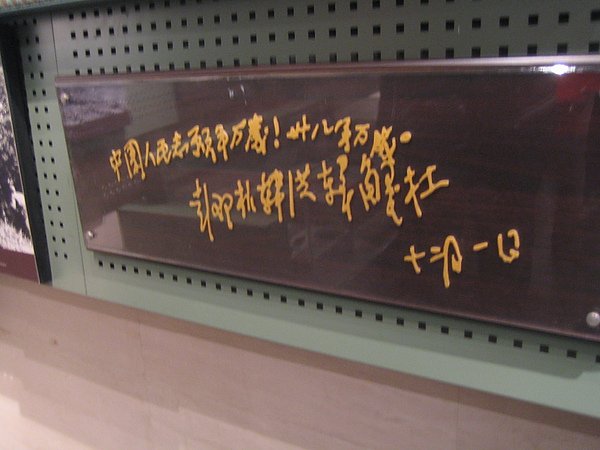 中国人民志愿军万岁！卅八军万岁。
彭邓朴洪韩解杜
十二月一日